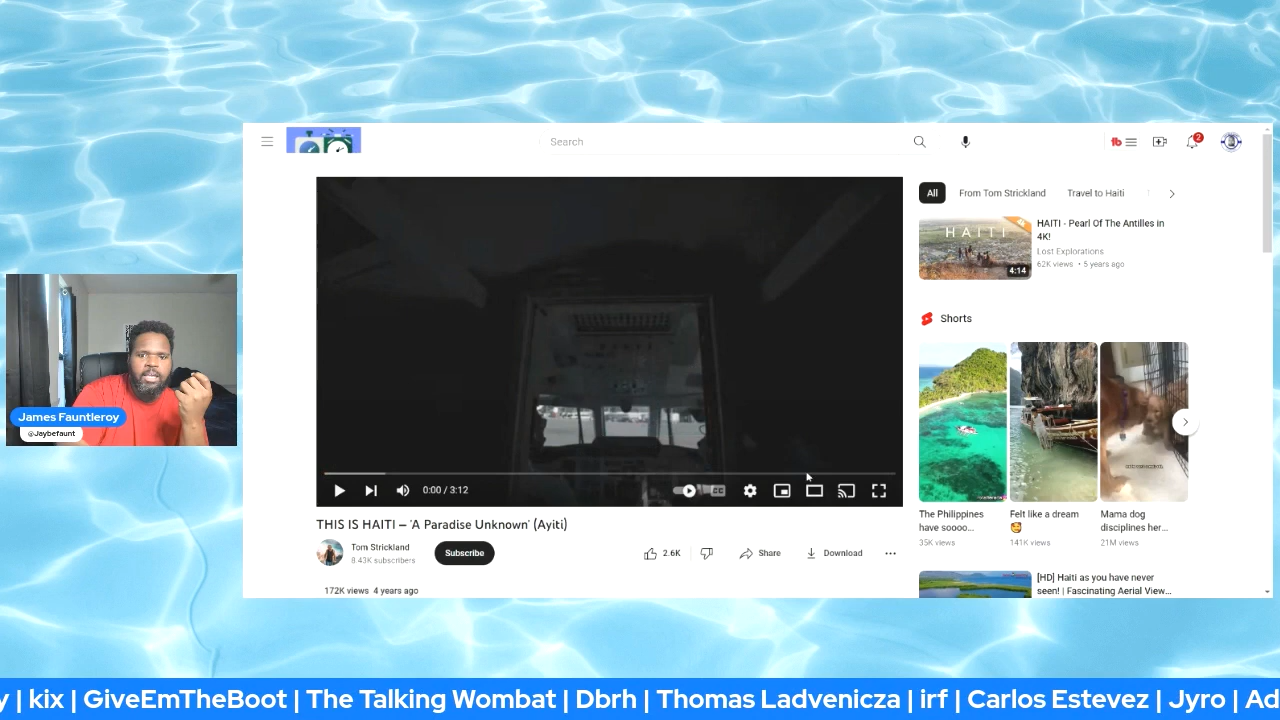 Search
fb
2
All
From Tom Strickland
Travel to Haiti
HAITI
4:14
HAITI - Pearl Of The Antilles in
4K!
Lost Explorations
62K views • 5 years ago
Shorts
James Fauntleroy
@Jaybefaunt
0:00 / 3:12
CC
THIS IS HAITI – 'A Paradise Unknown' (Ayiti)
Tom Strickland
8.43K subscribers
Subscribe
2.6K
Share
Download
172K views 4 years ago
The Philippines
have soooo...
35K views
Felt like a dream
🥰
141K views
Mama dog
disciplines her...
21M views
[HD] Haiti as you have never
seen! | Fascinating Aerial View...
y | kix | GiveEmTheBoot | The Talking Wombat | Dbrh | Thomas Ladvenicza | irf | Carlos Estevez | Jyro | Ad